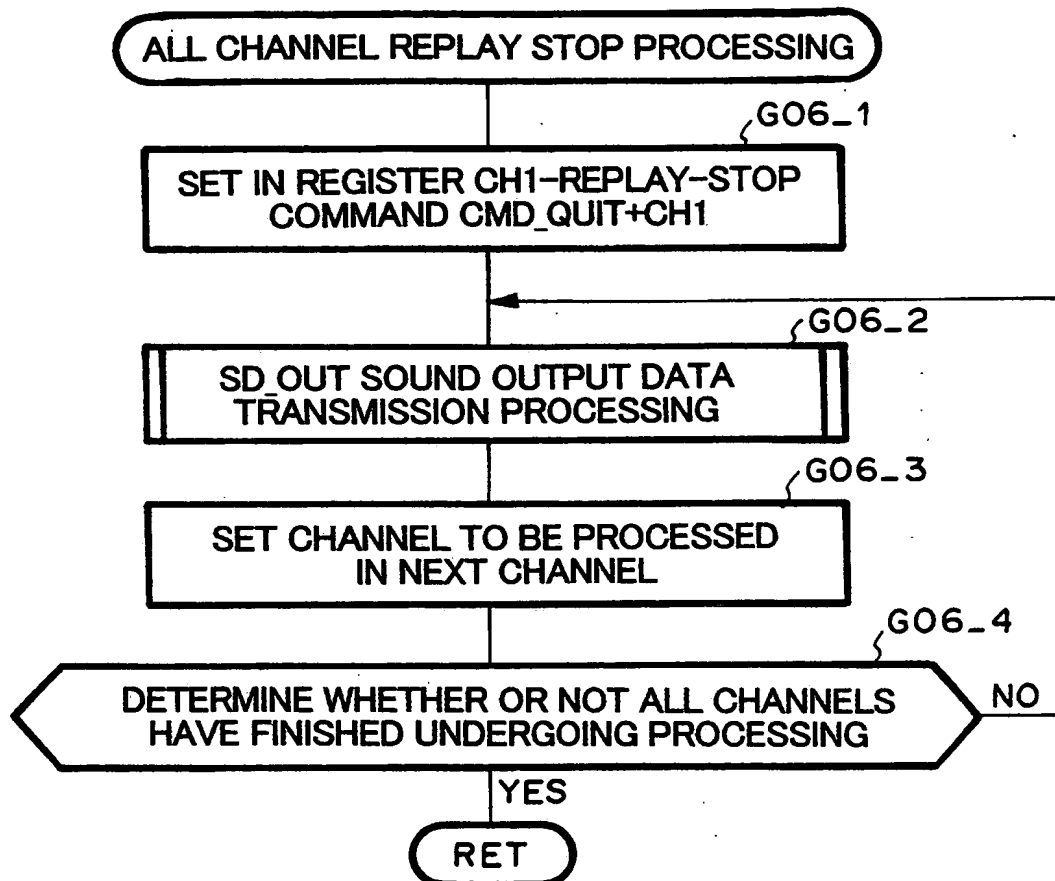 ALL CHANNEL REPLAY STOP PROCESSING
G06_1
SET IN REGISTER CH1-REPLAY-STOP
COMMAND CMD_QUIT+CH1
G06_2
SD_OUT SOUND OUTPUT DATA
TRANSMISSION PROCESSING
G06_3
SET CHANNEL TO BE PROCESSED
IN NEXT CHANNEL
G06_4
DETERMINE WHETHER OR NOT ALL CHANNELS
HAVE FINISHED UNDERGOING PROCESSING
NO
YES
RET